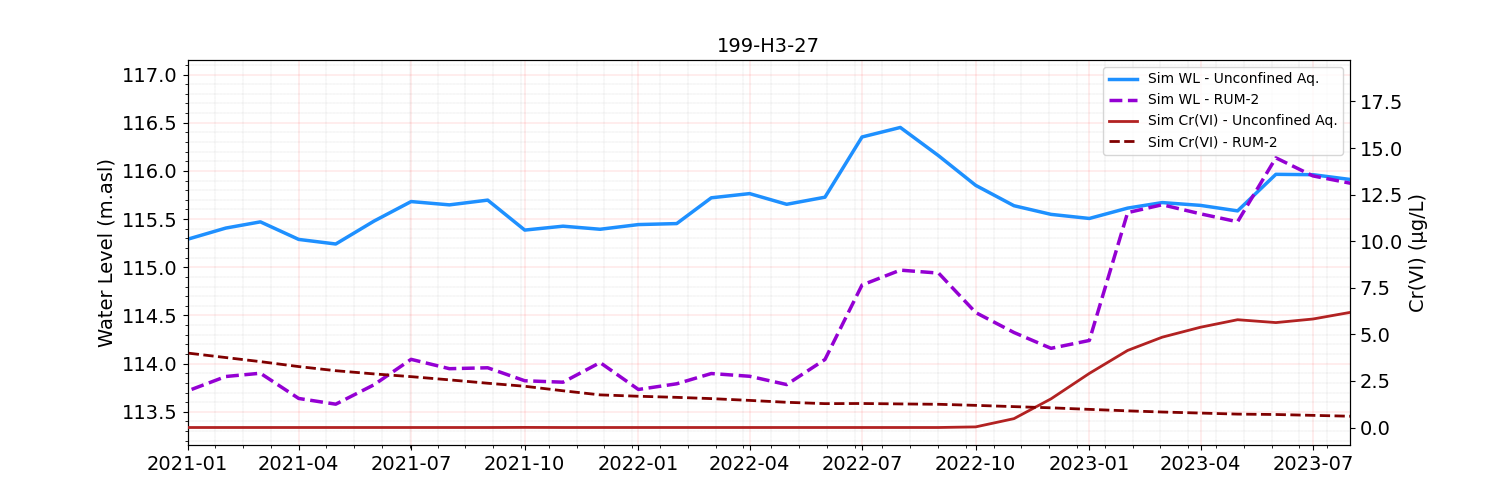 199-H3-27
117.0
116.5
116.0
115.5
115.0
114.5
114.0
113.5
Water Level (m.asl)
Sim WL - Unconfined Aq.
Sim WL - RUM-2
Sim Cr(VI) - Unconfined Aq.
Sim Cr(VI) - RUM-2
17.5
15.0
12.5
10.0
7.5
5.0
2.5
0.0
Cr(VI) (µg/L)
2021-01 2021-04 2021-07 2021-10 2022-01 2022-04 2022-07 2022-10 2023-01 2023-04 2023-07